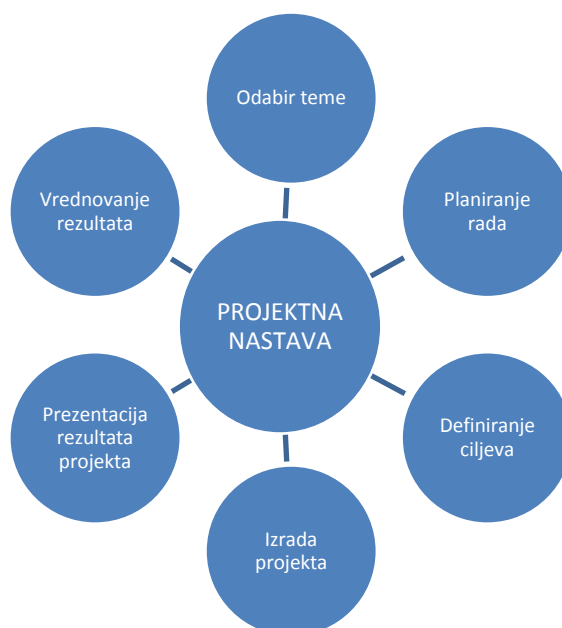 Odabir teme
Planiranje
rada
Definiranje
ciljeva
Izrada
projekta
Prezentacija
rezultata
projekta
Vrednovanje
rezultata
PROJEKTNA
NASTAVA